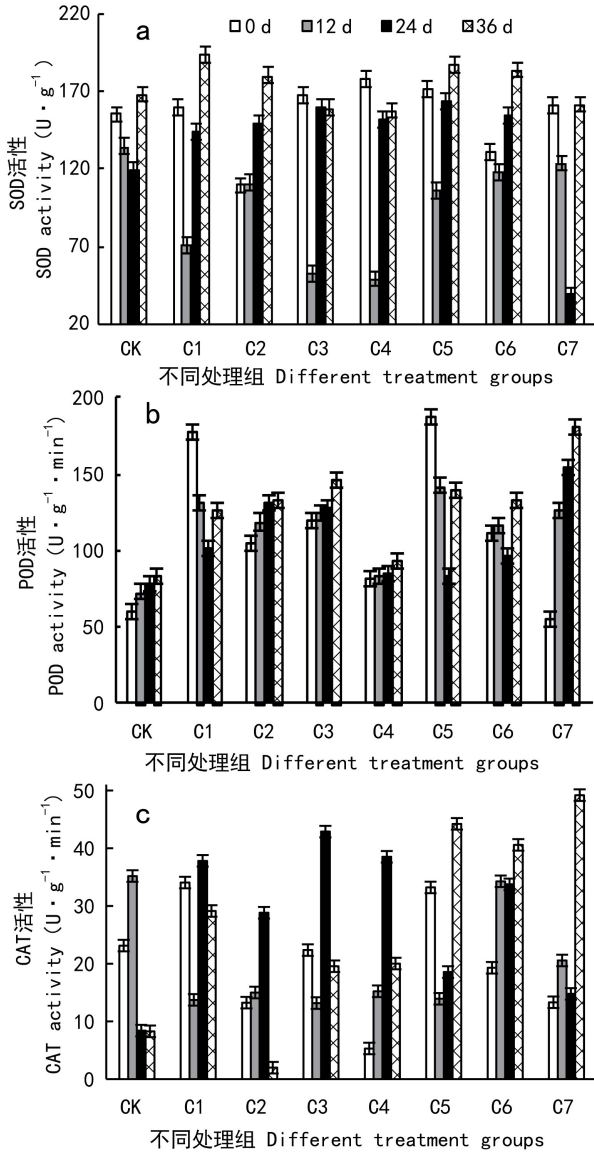 a
0 d 12 d 24 d 36 d
220
170
120
70
20
SOD活性
SOD activity (U·g⁻¹)
CK C1 C2 C3 C4 C5 C6 C7
不同处理组 Different treatment groups
b
200
150
100
50
0
POD活性
POD activity (U·g⁻¹·min⁻¹)
CK C1 C2 C3 C4 C5 C6 C7
不同处理组 Different treatment groups
c
50
40
30
20
10
0
CAT活性
CAT activity (U·g⁻¹·min⁻¹)
CK C1 C2 C3 C4 C5 C6 C7
不同处理组 Different treatment groups